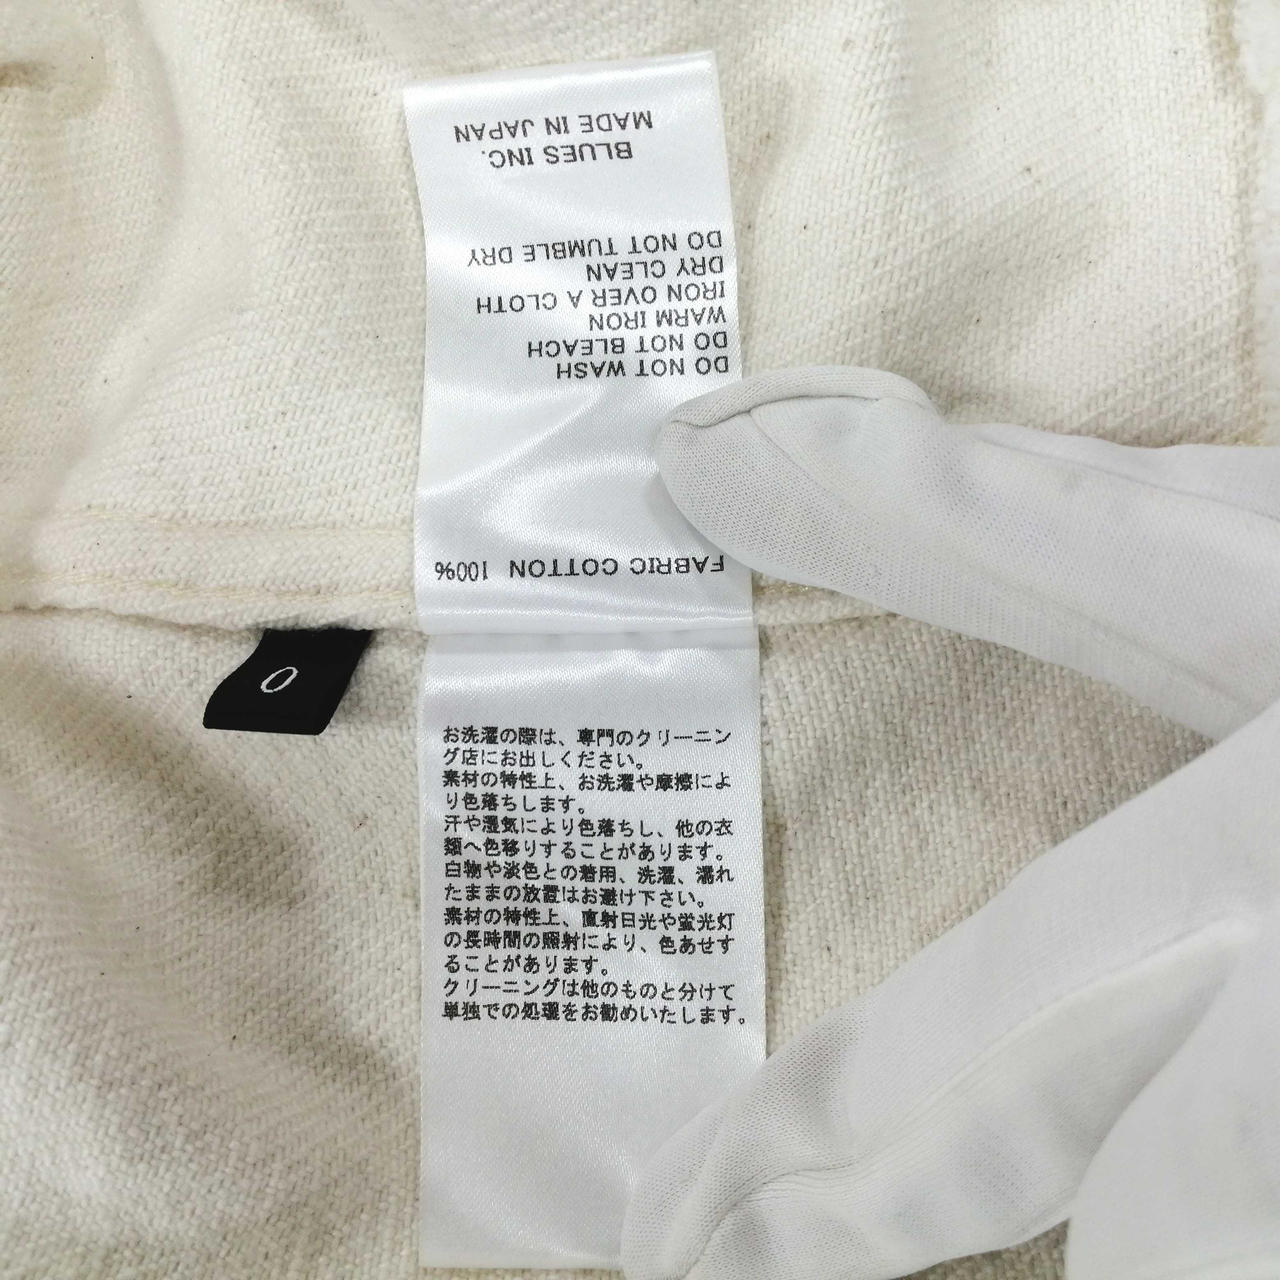 FABRIC COTTON 100%
DO NOT WASH
DO NOT BLEACH
WARM IRON
IRON OVER A CLOTH
DRY CLEAN
DO NOT TUMBLE DRY
BLUES INC.
MADE IN JAPAN
0
お洗濯の際は、専門のクリーニン
グ店にお出しください。
素材の特性上、お洗濯や摩擦によ
り色落ちします。
汗や湿気により色落ちし、他の衣
類へ色移りすることがあります。
白物や淡色との着用、洗濯、濡れ
たままの放置はお避け下さい。
素材の特性上、直射日光や蛍光灯
の長時間の照射により、色あせす
ることがあります。
クリーニングは他のものと分けて
単独での処理をお勧めいたします。